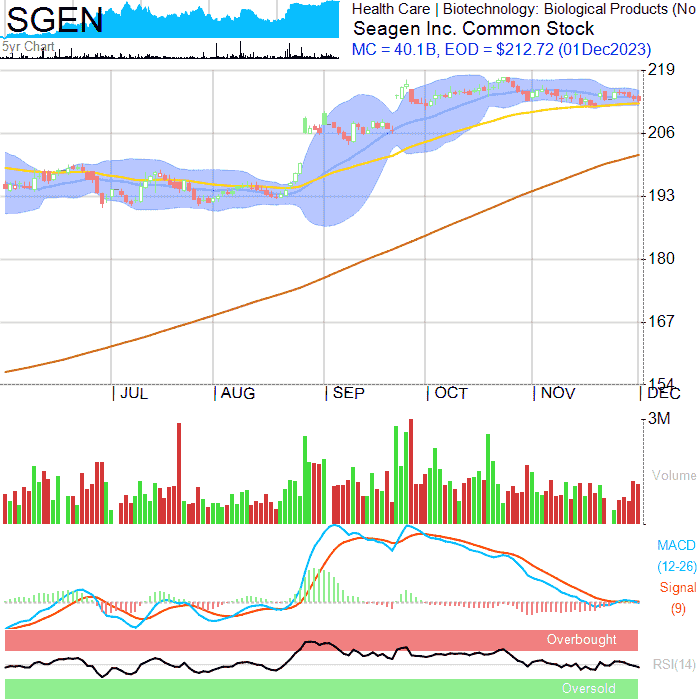 SGEN
5yr Chart
Health Care | Biotechnology: Biological Products (No
Seagen Inc. Common Stock
MC = 40.1B, EOD = $212.72 (01Dec2023)
219
206
193
180
167
154
JUL
AUG
SEP
OCT
NOV
DEC
3M
Volume
MACD
(12-26)
Signal
(9)
Overbought
RSI(14)
Oversold